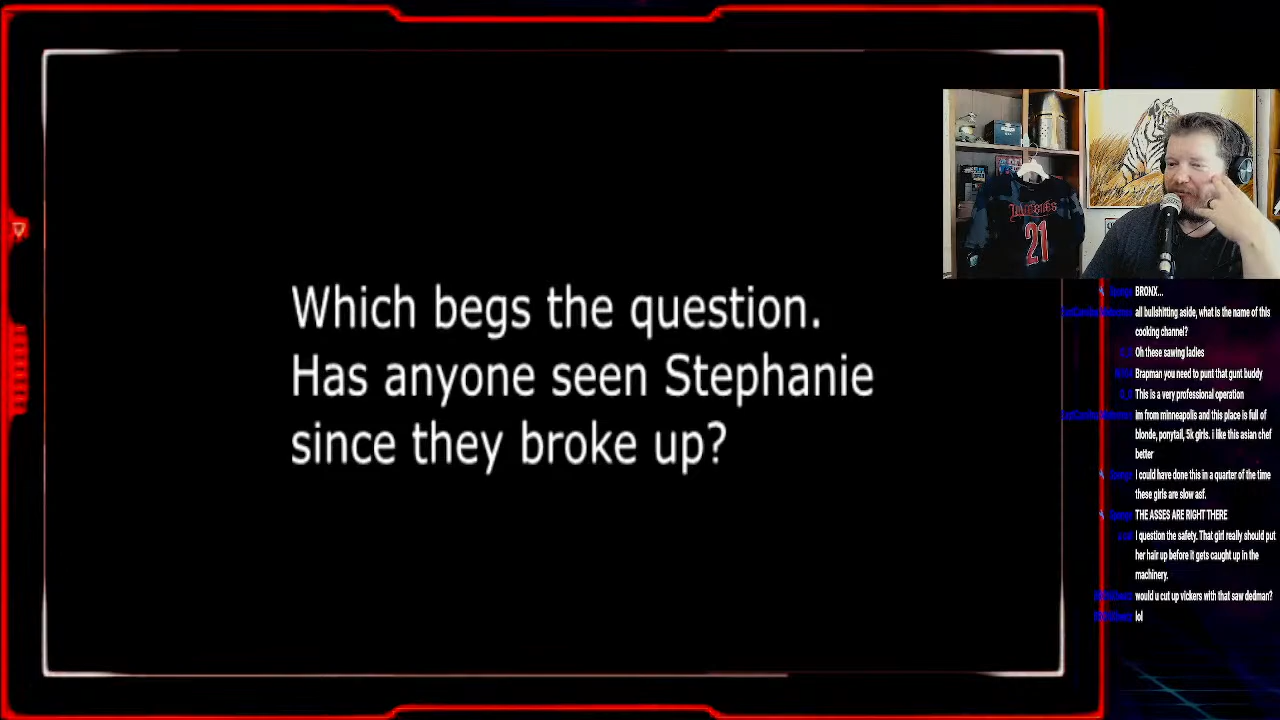 Which begs the question.
Has anyone seen Stephanie
since they broke up?
21
BRONX...
all bullshitting aside, what is the name of this
cooking channel?
Oh these sawing ladies
Brapman you need to punt that gunt buddy
This is a very professional operation
im from minneapolis and this place is full of
blonde, ponytail, 5k girls. i like this asian chef
better
I could have done this in a quarter of the time
these girls are slow asf.
THE ASSES ARE RIGHT THERE
I question the safety. That girl really should put
her hair up before it gets caught up in the
machinery.
would u cut up vickers with that saw dedman?
lol